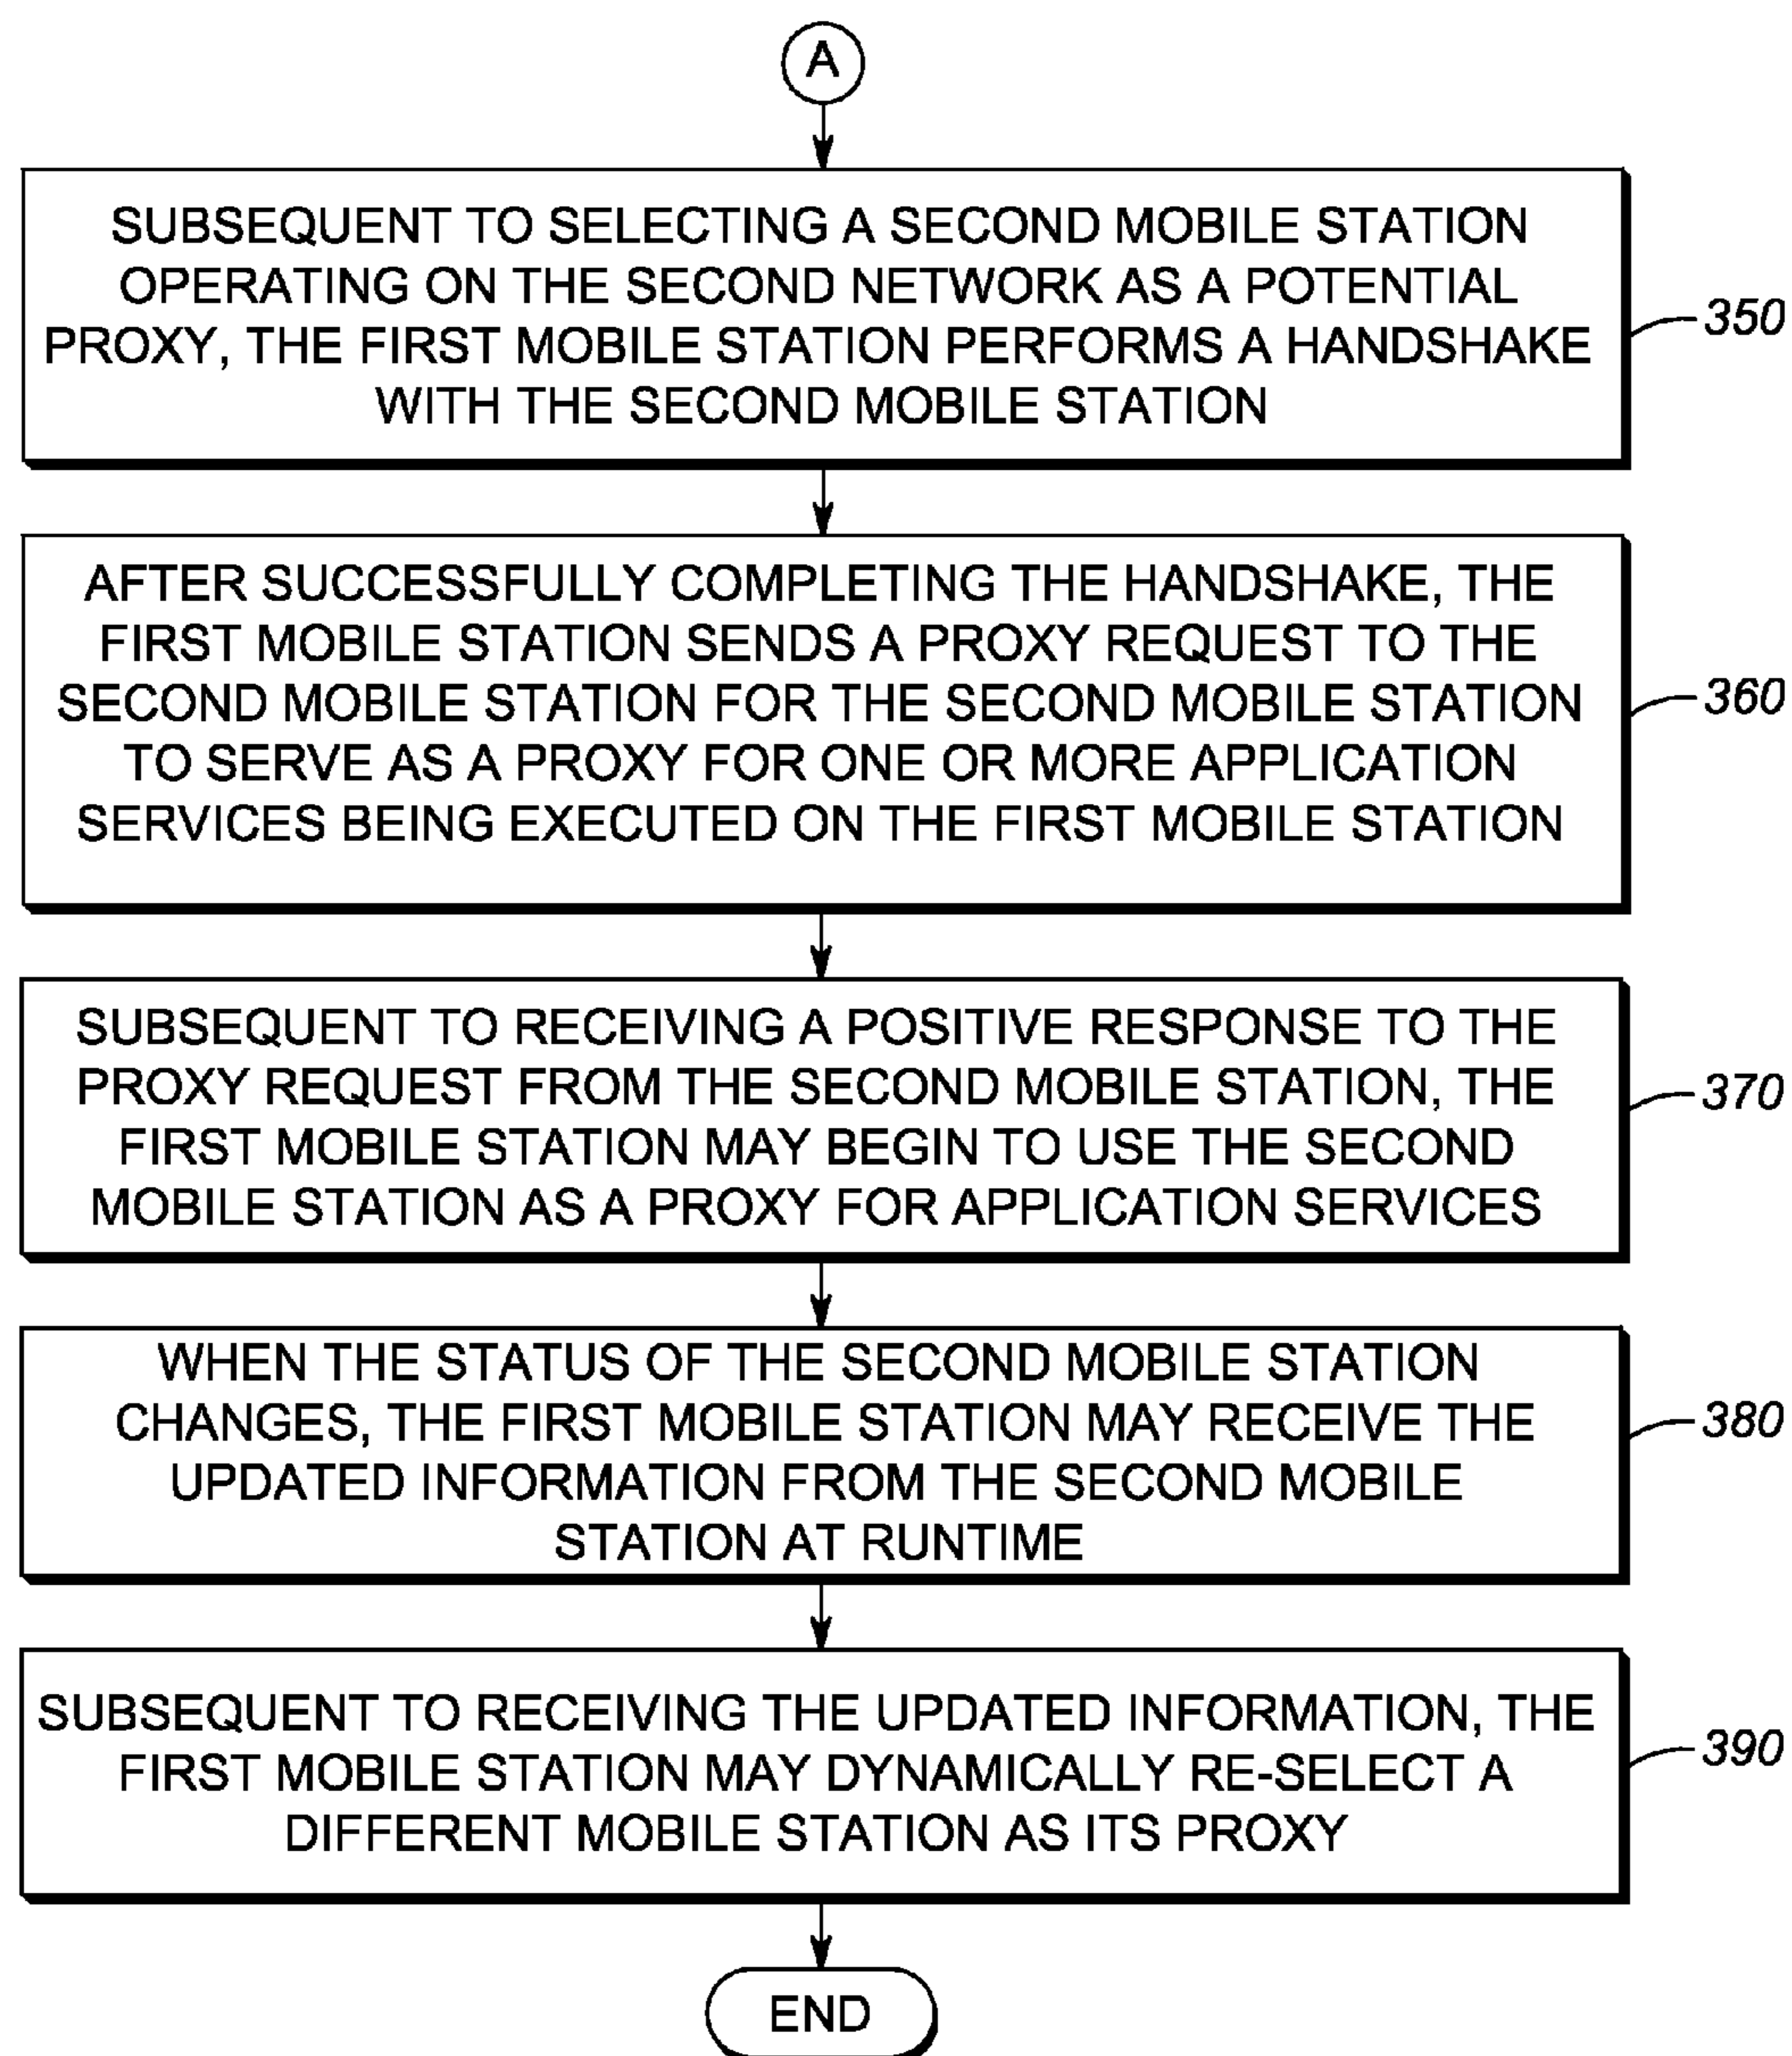 A
SUBSEQUENT TO SELECTING A SECOND MOBILE STATION
OPERATING ON THE SECOND NETWORK AS A POTENTIAL
PROXY, THE FIRST MOBILE STATION PERFORMS A HANDSHAKE
WITH THE SECOND MOBILE STATION
350
AFTER SUCCESSFULLY COMPLETING THE HANDSHAKE, THE
FIRST MOBILE STATION SENDS A PROXY REQUEST TO THE
SECOND MOBILE STATION FOR THE SECOND MOBILE STATION
TO SERVE AS A PROXY FOR ONE OR MORE APPLICATION
SERVICES BEING EXECUTED ON THE FIRST MOBILE STATION
360
SUBSEQUENT TO RECEIVING A POSITIVE RESPONSE TO THE
PROXY REQUEST FROM THE SECOND MOBILE STATION, THE
FIRST MOBILE STATION MAY BEGIN TO USE THE SECOND
MOBILE STATION AS A PROXY FOR APPLICATION SERVICES
370
WHEN THE STATUS OF THE SECOND MOBILE STATION
CHANGES, THE FIRST MOBILE STATION MAY RECEIVE THE
UPDATED INFORMATION FROM THE SECOND MOBILE
STATION AT RUNTIME
380
SUBSEQUENT TO RECEIVING THE UPDATED INFORMATION, THE
FIRST MOBILE STATION MAY DYNAMICALLY RE-SELECT A
DIFFERENT MOBILE STATION AS ITS PROXY
390
END